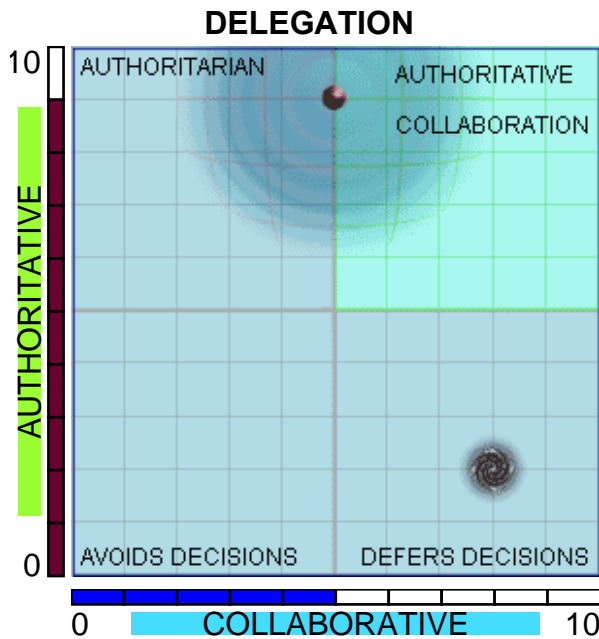 DELEGATION
10
AUTHORITARIAN
AUTHORITATIVE
COLLABORATION
AUTHORITATIVE
0
AVOIDS DECISIONS
DEFERS DECISIONS
0
COLLABORATIVE
10